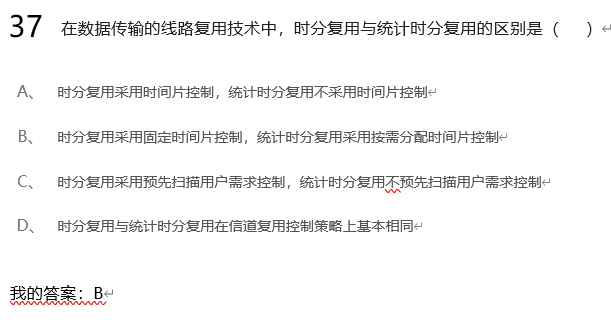 37 在数据传输的线路复用技术中，时分复用与统计时分复用的区别是（　　）
A、 时分复用采用时间片控制，统计时分复用不采用时间片控制
B、 时分复用采用固定时间片控制，统计时分复用采用按需分配时间片控制
C、 时分复用采用预先扫描用户需求控制，统计时分复用不预先扫描用户需求控制
D、 时分复用与统计时分复用在信道复用控制策略上基本相同
我的答案：B